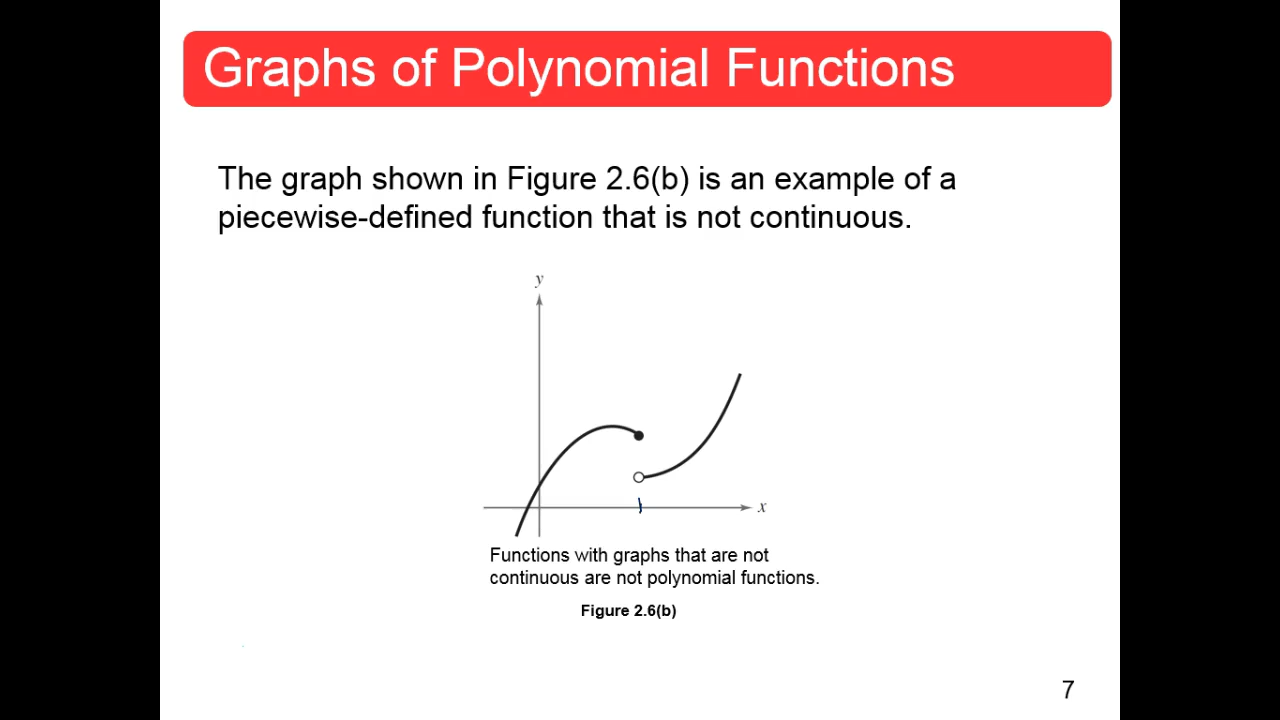 Graphs of Polynomial Functions
The graph shown in Figure 2.6(b) is an example of a
piecewise-defined function that is not continuous.
y
x
Functions with graphs that are not
continuous are not polynomial functions.
Figure 2.6(b)
7